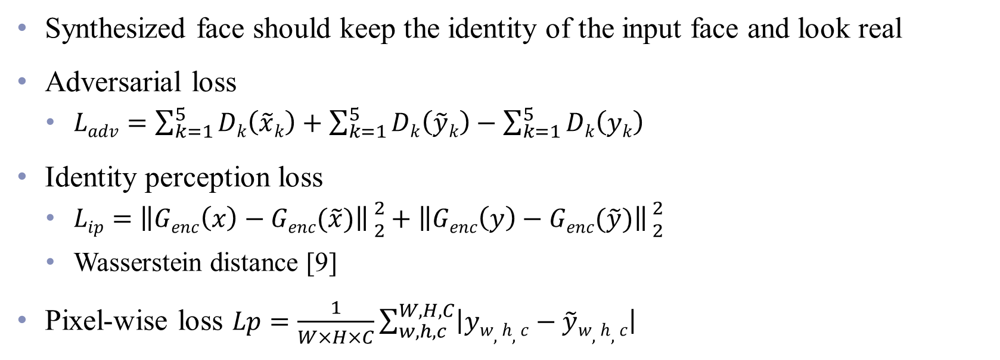 • Synthesized face should keep the identity of the input face and look real
• Adversarial loss
• $L_{adv} = \sum_{k=1}^{5} D_k(\tilde{x}_k) + \sum_{k=1}^{5} D_k(\tilde{y}_k) - \sum_{k=1}^{5} D_k(y_k)$
• Identity perception loss
• $L_{ip} = \|G_{enc}(x) - G_{enc}(\tilde{x})\|_2^2 + \|G_{enc}(y) - G_{enc}(\tilde{y})\|_2^2$
• Wasserstein distance [9]
• Pixel-wise loss $Lp = \frac{1}{W \times H \times C} \sum_{w,h,c}^{W,H,C} |y_{w,h,c} - \tilde{y}_{w,h,c}|$